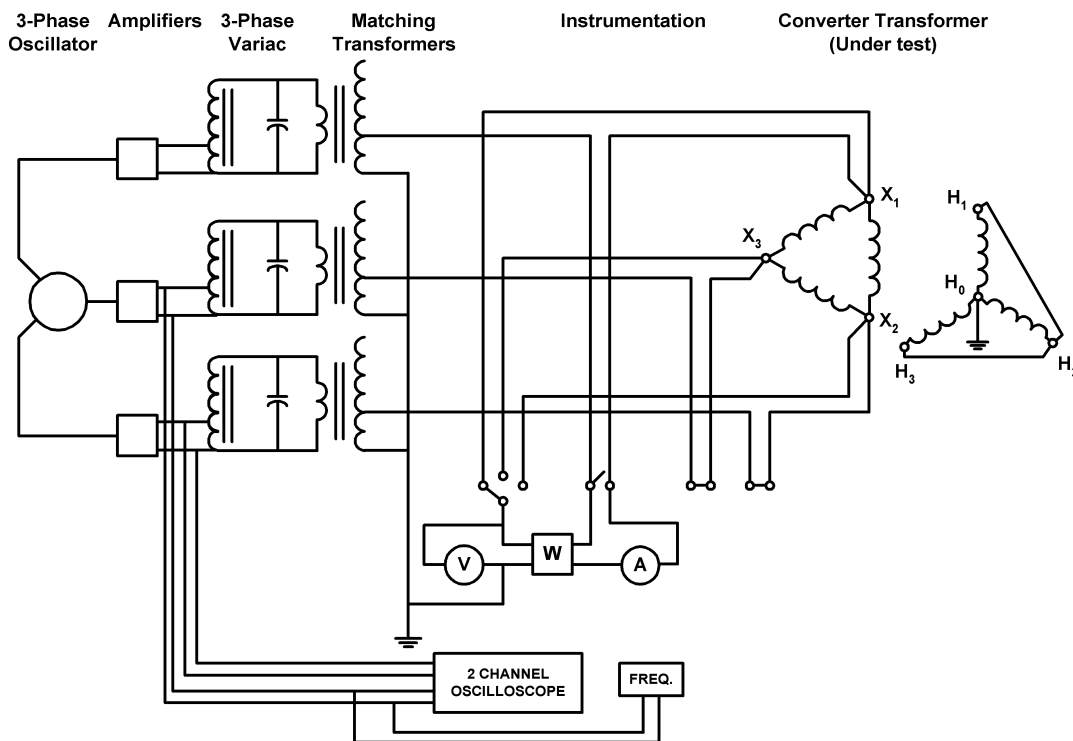 3-Phase
Oscillator
Amplifiers
3-Phase
Variac
Matching
Transformers
Instrumentation
Converter Transformer
(Under test)
X1
X3
X2
H1
H0
H3
H
V
W
A
2 CHANNEL
OSCILLOSCOPE
FREQ.